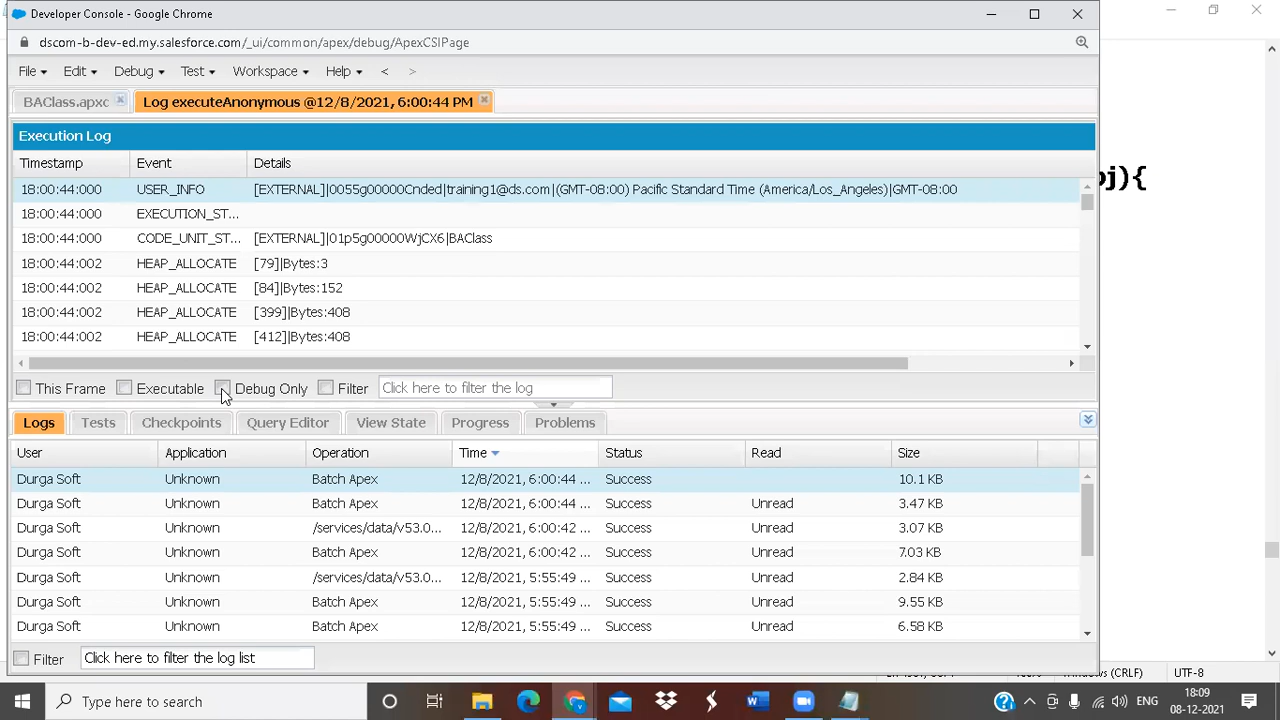 Developer Console - Google Chrome
dscom-b-dev-ed.my.salesforce.com/_ui/common/apex/debug/ApexCSIPage
File Edit Debug Test Workspace Help < >
BAClass.apxc Log executeAnonymous @12/8/2021, 6:00:44 PM
Execution Log
Timestamp Event Details
18:00:44:000 USER_INFO [EXTERNAL]|0055g00000 training1@ds.com|(GMT-08:00) Pacific Standard Time (America/Los_Angeles)|GMT-08:00
18:00:44:000 EXECUTION_ST...
18:00:44:000 CODE_UNIT_ST... [EXTERNAL]|01p5g00000WjCX6|BAClass
18:00:44:002 HEAP_ALLOCATE [79]|Bytes:3
18:00:44:002 HEAP_ALLOCATE [84]|Bytes:152
18:00:44:002 HEAP_ALLOCATE [399]|Bytes:408
18:00:44:002 HEAP_ALLOCATE [412]|Bytes:408
This Frame Executable Debug Only Filter Click here to filter the log
Logs Tests Checkpoints Query Editor View State Progress Problems
User Application Operation Time Status Read Size
Durga Soft Unknown Batch Apex 12/8/2021, 6:00:44 ... Success 10.1 KB
Durga Soft Unknown Batch Apex 12/8/2021, 6:00:44 ... Success Unread 3.47 KB
Durga Soft Unknown /services/data/v53.0... 12/8/2021, 6:00:42 ... Success Unread 3.07 KB
Durga Soft Unknown Batch Apex 12/8/2021, 6:00:42 ... Success Unread 7.03 KB
Durga Soft Unknown /services/data/v53.0... 12/8/2021, 5:55:49 ... Success Unread 2.84 KB
Durga Soft Unknown Batch Apex 12/8/2021, 5:55:49 ... Success Unread 9.55 KB
Durga Soft Unknown Batch Apex 12/8/2021, 5:55:49 ... Success Unread 6.58 KB
Filter Click here to filter the log list
j){
(CRLF) UTF-8
Type here to search
ENG
18:09
08-12-2021